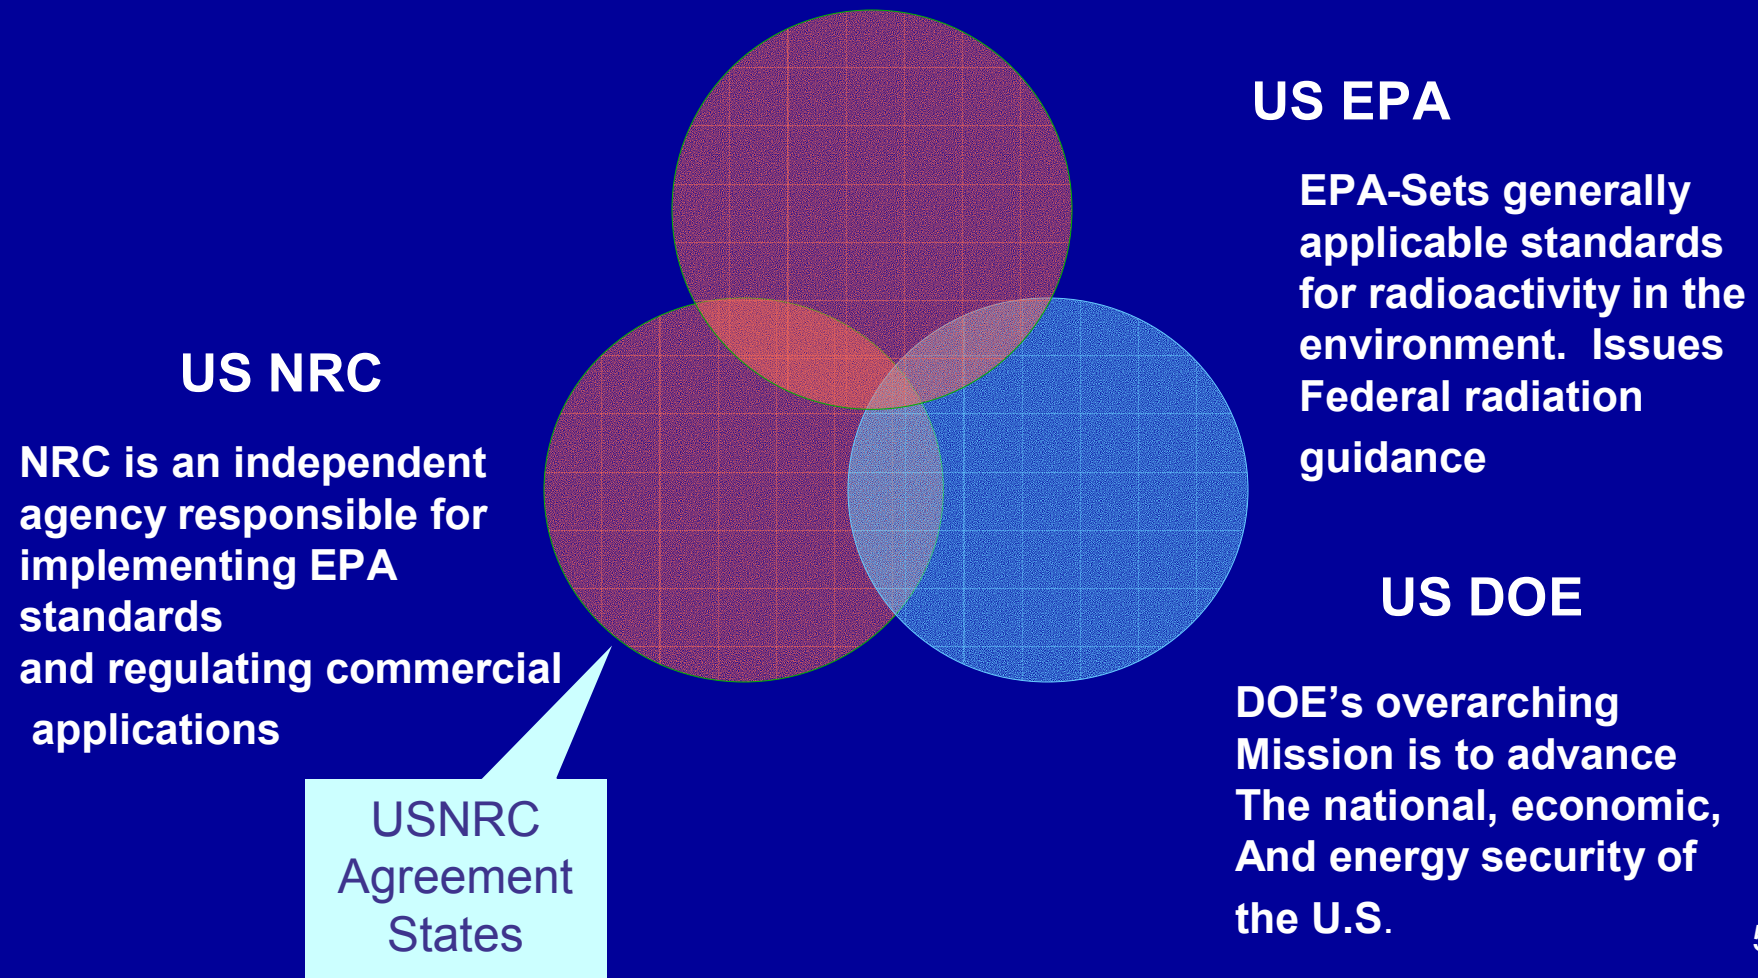 US EPA
EPA-Sets generally
applicable standards
for radioactivity in the
environment.  Issues
Federal radiation
guidance
US NRC
NRC is an independent
agency responsible for
implementing EPA
standards
and regulating commercial
applications
USNRC
Agreement
States
US DOE
DOE’s overarching
Mission is to advance
The national, economic,
And energy security of
the U.S.